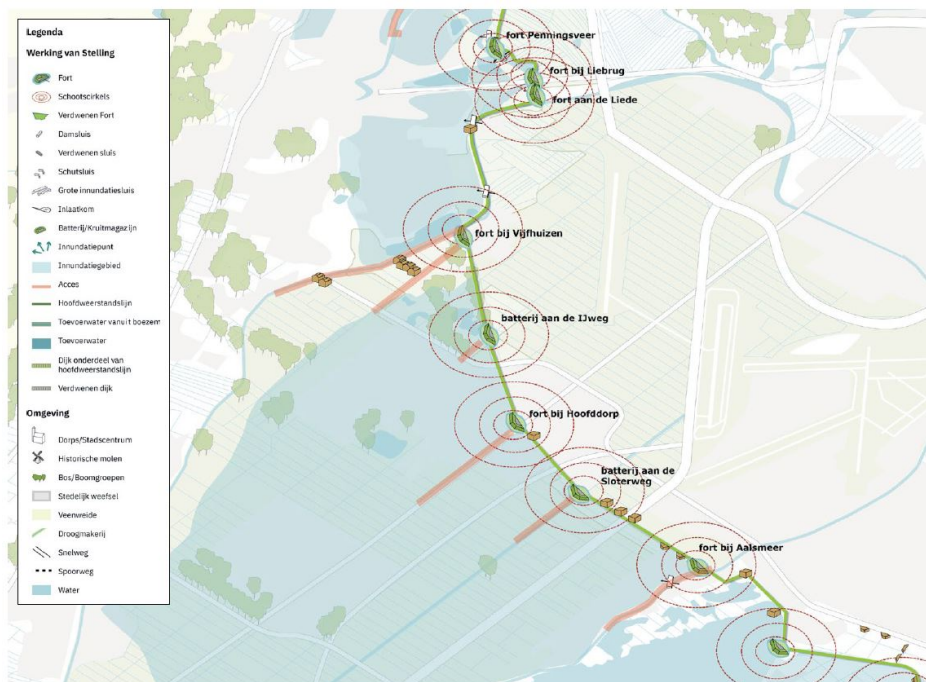 Legenda
Werking van Stelling
Fort
Schootscirkels
Verdwenen Fort
Damsluis
Verdwenen sluis
Schutsluis
Grote innundatiesluis
Inlaatkom
Batterij/Kruitmagazijn
Innundatiepunt
Innundatiegebied
Acces
Hoofdweerstandslijn
Toevoerwater vanuit boezem
Toevoerwater
Dijk onderdeel van
hoofdweerstandslijn
Verdwenen dijk
Omgeving
Dorps/Stadscentrum
Historische molen
Bos/Boomgroepen
Stedelijk weefsel
Veenweide
Droogmakerij
Snelweg
Spoorweg
Water
fort Penningsveer
fort bij Liebrug
fort aan de Liede
fort bij Vijfhuizen
batterij aan de IJweg
fort bij Hoofddorp
batterij aan de
Sloterweg
fort bij Aalsmeer